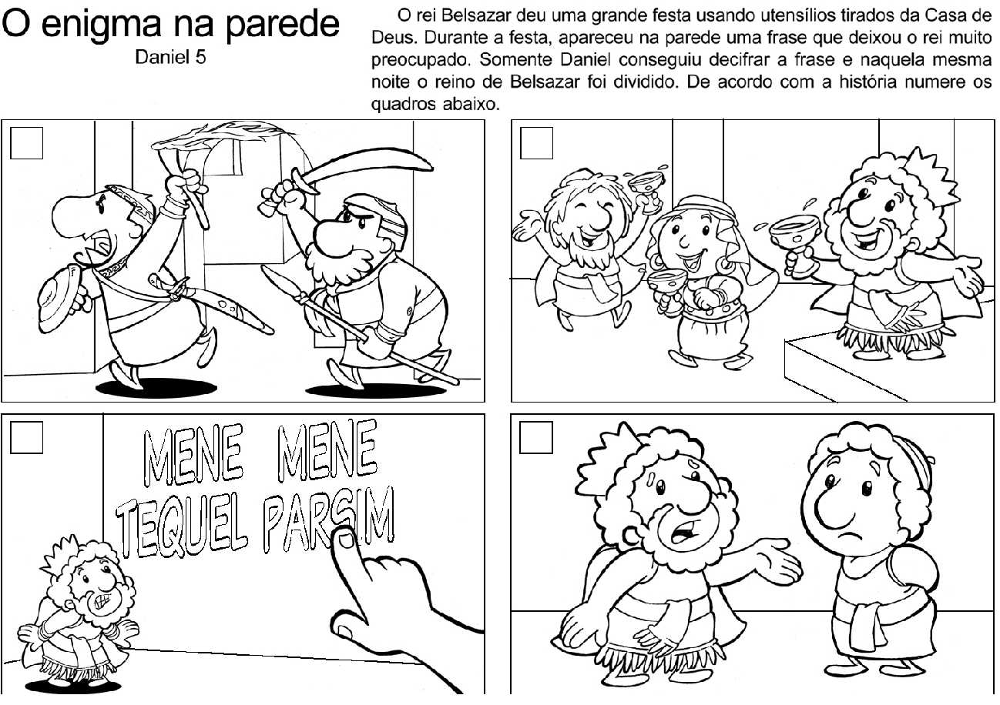 O enigma na parede
Daniel 5
O rei Belsazar deu uma grande festa usando utensílios tirados da Casa de
Deus. Durante a festa, apareceu na parede uma frase que deixou o rei muito
preocupado. Somente Daniel conseguiu decifrar a frase e naquela mesma
noite o reino de Belsazar foi dividido. De acordo com a história numere os
quadros abaixo.
MENE MENE
TEQUEL PARSIM